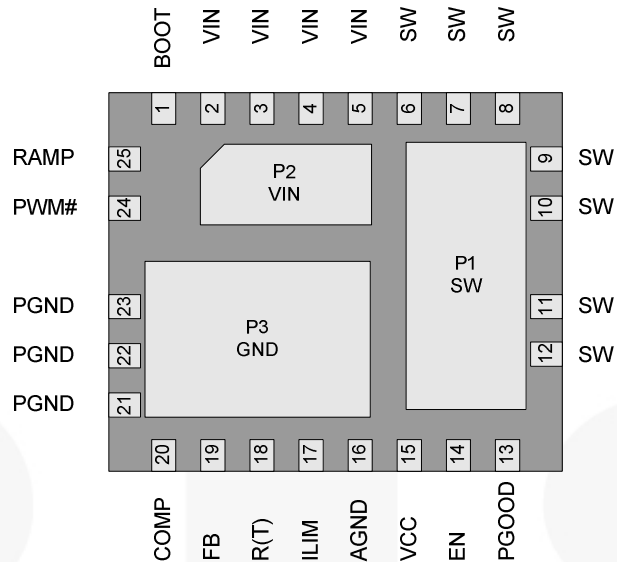 BOOT
VIN
VIN
VIN
VIN
SW
SW
SW
1
2
3
4
5
6
7
8
RAMP
25
P2
VIN
9
SW
PWM#
24
10
SW
P1
SW
PGND
23
11
SW
P3
GND
PGND
22
12
SW
PGND
21
20
19
18
17
16
15
14
13
COMP
FB
R(T)
ILIM
AGND
VCC
EN
PGOOD